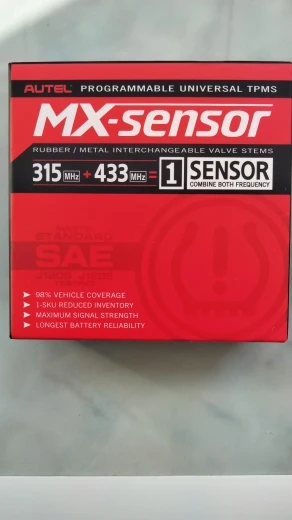 AUTEL PROGRAMMABLE UNIVERSAL TPMS
MX-sensor
RUBBER / METAL INTERCHANGEABLE VALVE STEMS
315 MHz + 433 MHz = 1 SENSOR
COMBINE BOTH FREQUENCY
STANDARD
SAE
98% VEHICLE COVERAGE
1-SKU REDUCED INVENTORY
MAXIMUM SIGNAL STRENGTH
LONGEST BATTERY RELIABILITY